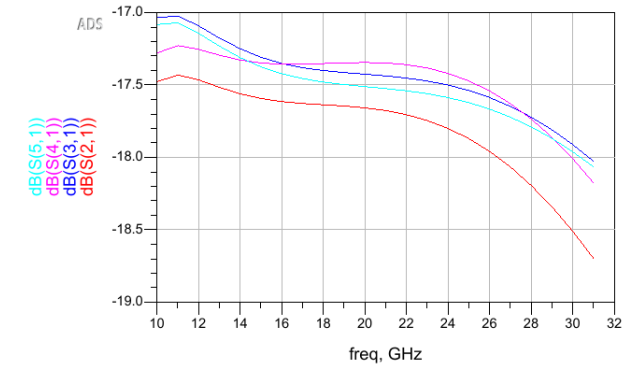 ADS
-17.0
-17.5
-18.0
-18.5
-19.0
dB(S(5,1))
dB(S(4,1))
dB(S(3,1))
dB(S(2,1))
10 12 14 16 18 20 22 24 26 28 30 32
freq, GHz